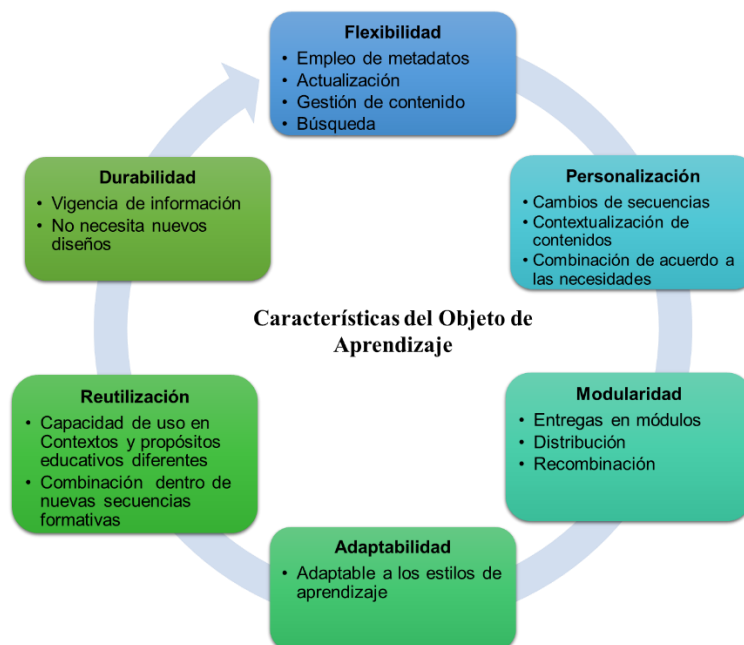 Flexibilidad
• Empleo de metadatos
• Actualización
• Gestión de contenido
• Búsqueda
Personalización
• Cambios de secuencias
• Contextualización de
contenidos
• Combinación de acuerdo a
las necesidades
Modularidad
• Entregas en módulos
• Distribución
• Recombinación
Adaptabilidad
• Adaptable a los estilos de
aprendizaje
Reutilización
• Capacidad de uso en
Contextos y propósitos
educativos diferentes
• Combinación dentro de
nuevas secuencias
formativas
Durabilidad
• Vigencia de información
• No necesita nuevos
diseños
Características del Objeto de
Aprendizaje